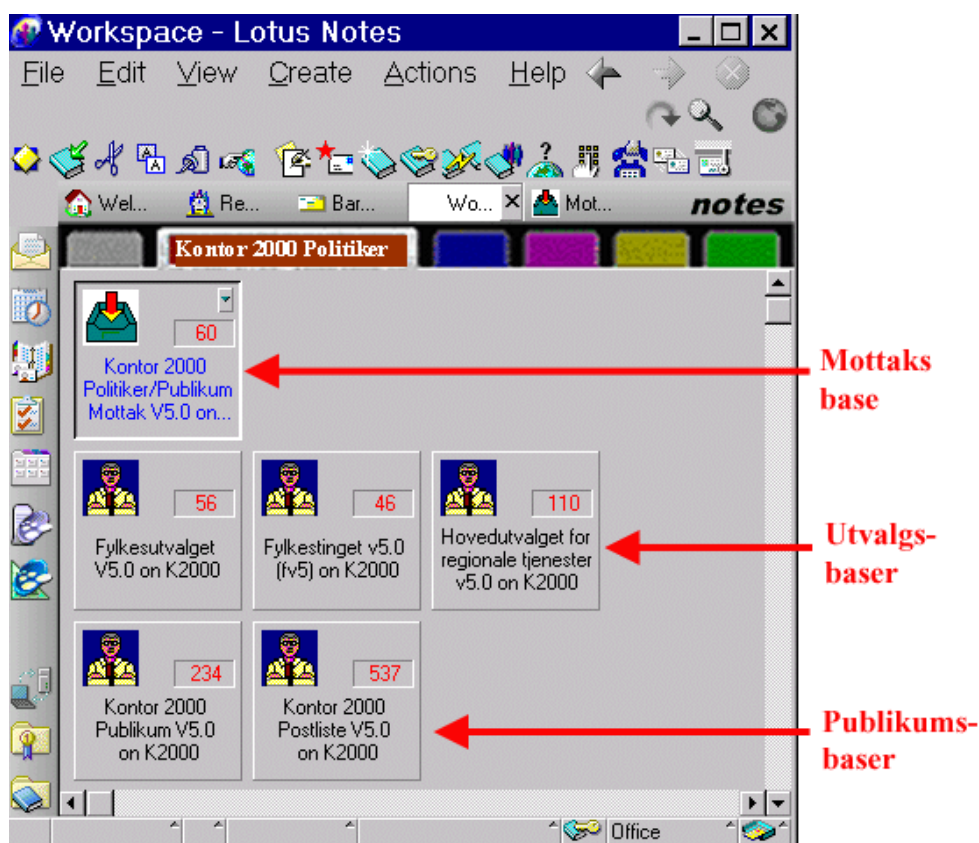 Workspace - Lotus Notes
File Edit View Create Actions Help
Wel... Re... Bar... Wo... Mot... notes
Kontor 2000 Politiker
60
Kontor 2000
Politiker/Publikum
Mottak V5.0 on...
Mottaks
base
56
Fylkesutvalget
V5.0 on K2000
46
Fylkestinget v5.0
(fv5) on K2000
110
Hovedutvalget for
regionale tjenester
v5.0 on K2000
Utvalgs-
baser
234
Kontor 2000
Publikum V5.0
on K2000
537
Kontor 2000
Postliste V5.0
on K2000
Publikums-
baser
Office